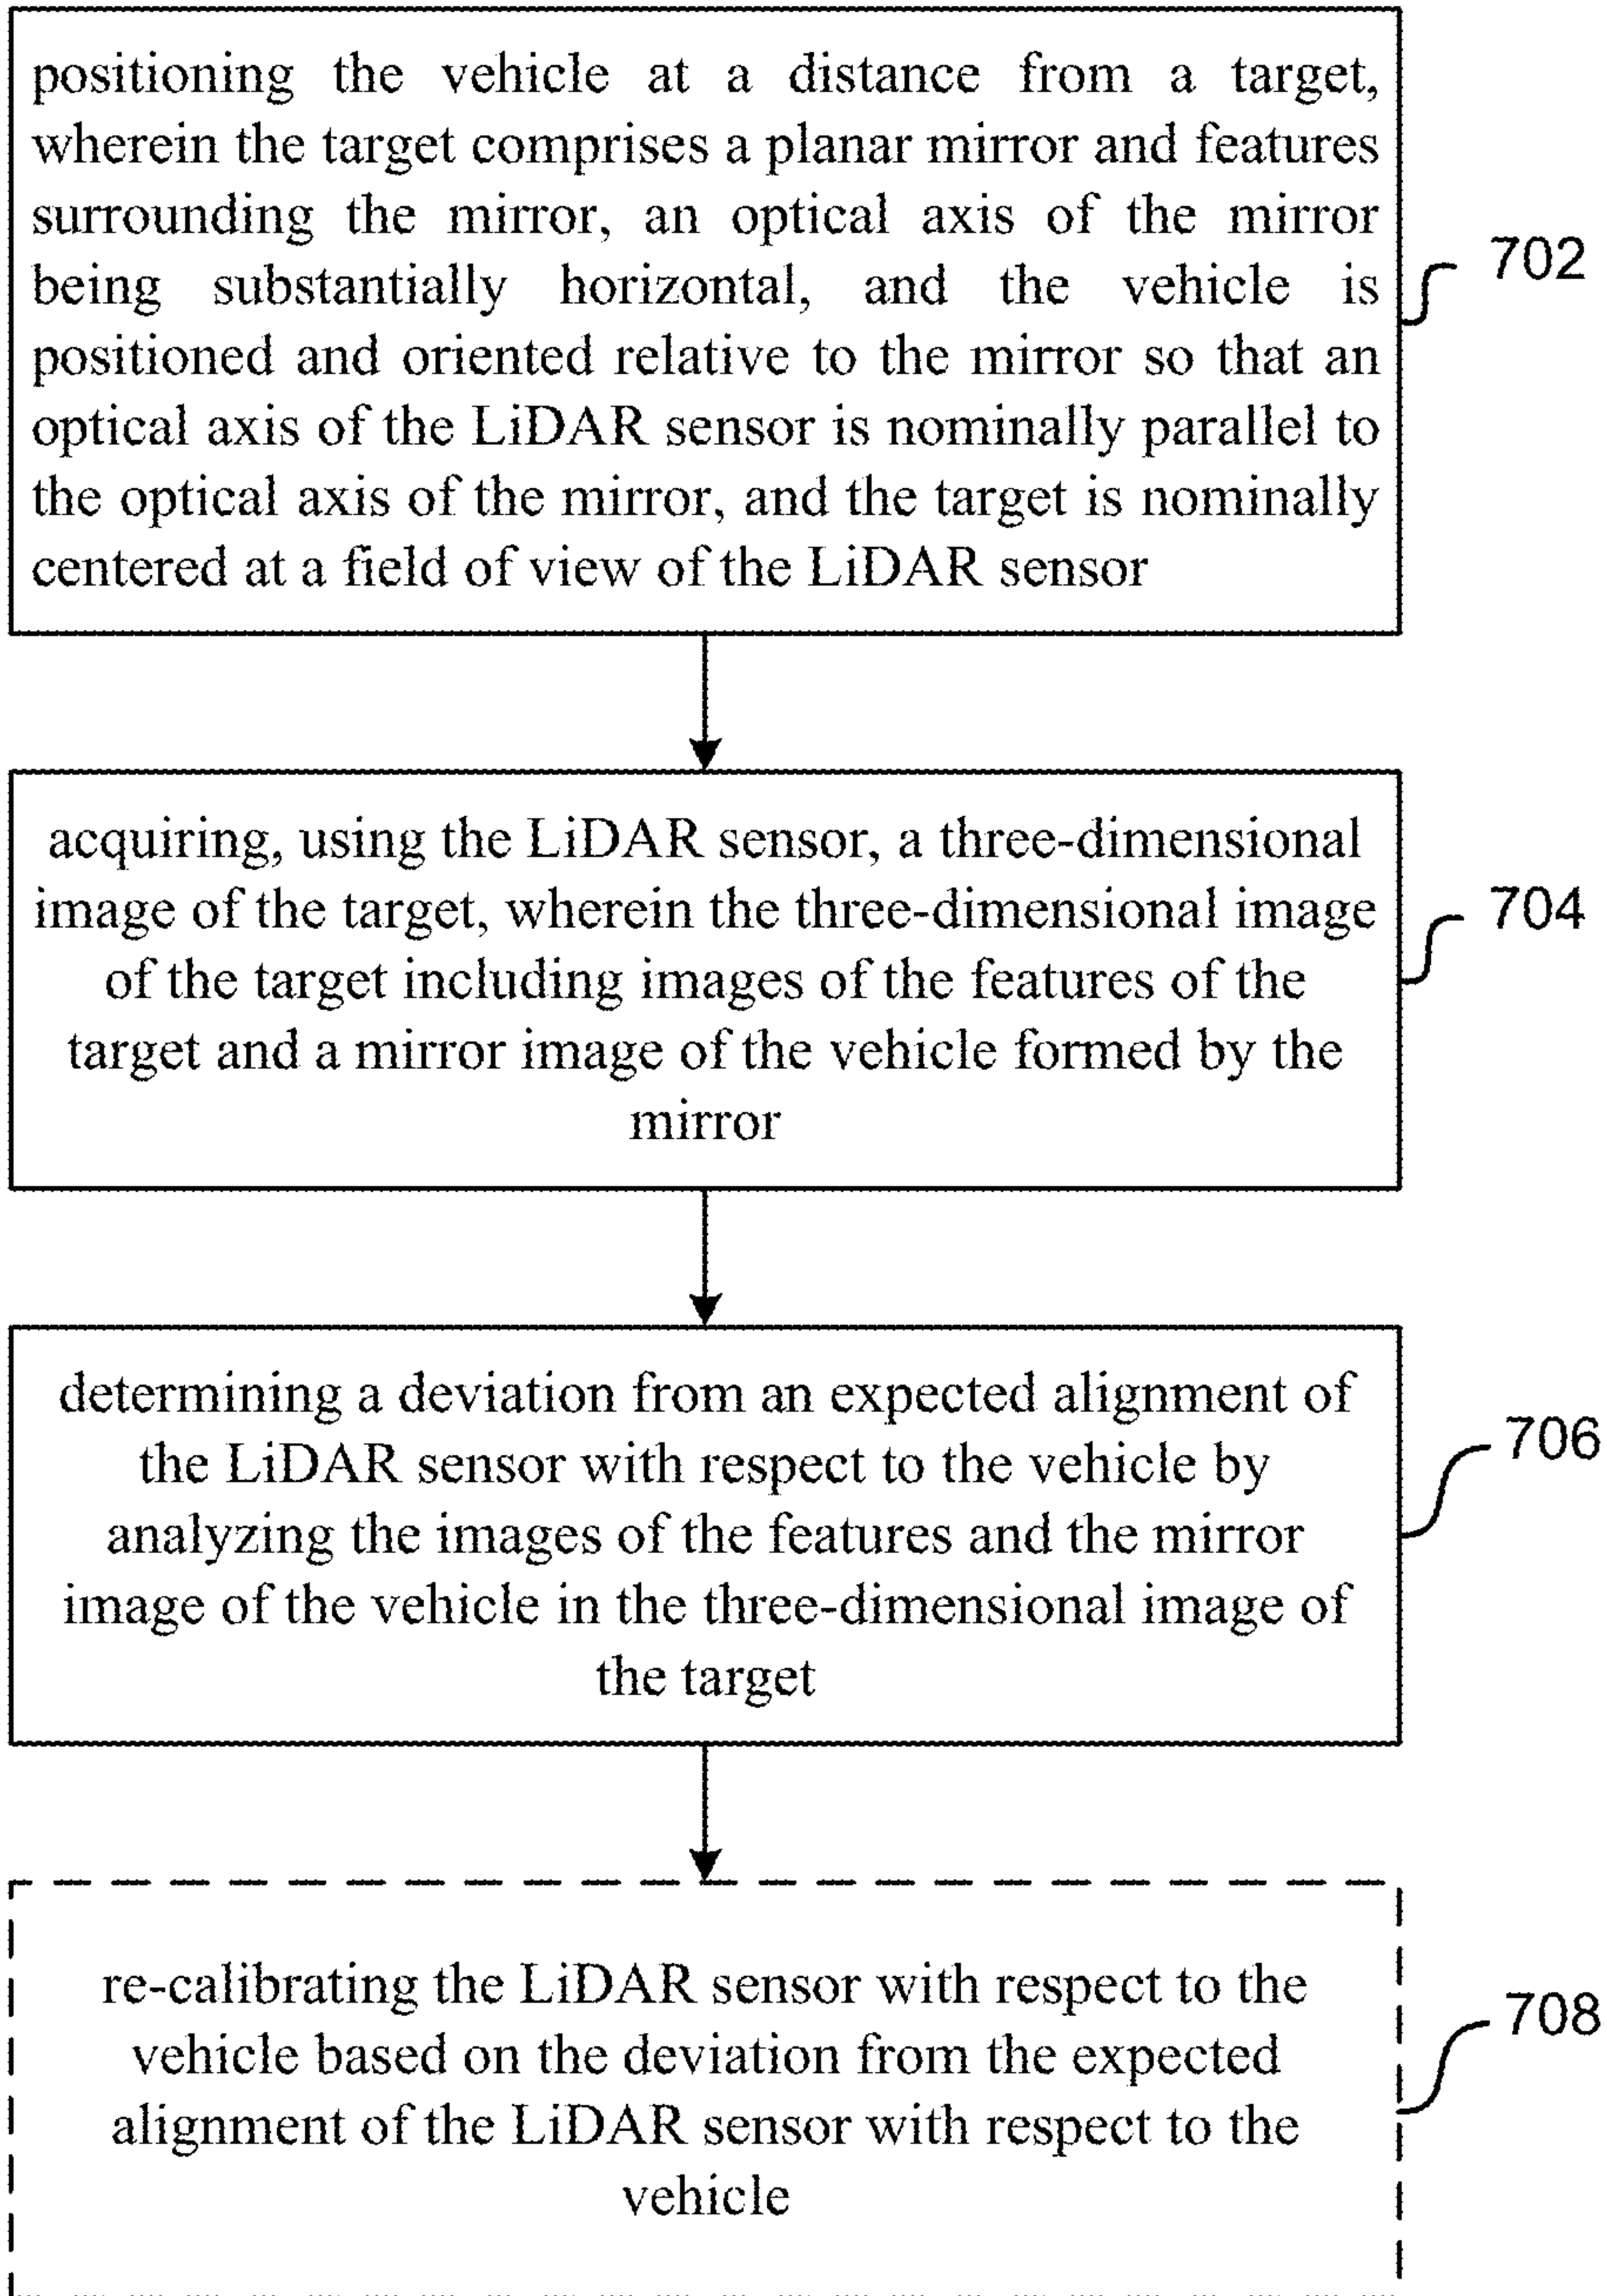 positioning the vehicle at a distance from a target,
wherein the target comprises a planar mirror and features
surrounding the mirror, an optical axis of the mirror
being substantially horizontal, and the vehicle is
positioned and oriented relative to the mirror so that an
optical axis of the LiDAR sensor is nominally parallel to
the optical axis of the mirror, and the target is nominally
centered at a field of view of the LiDAR sensor
702
acquiring, using the LiDAR sensor, a three-dimensional
image of the target, wherein the three-dimensional image
of the target including images of the features of the
target and a mirror image of the vehicle formed by the
mirror
704
determining a deviation from an expected alignment of
the LiDAR sensor with respect to the vehicle by
analyzing the images of the features and the mirror
image of the vehicle in the three-dimensional image of
the target
706
re-calibrating the LiDAR sensor with respect to the
vehicle based on the deviation from the expected
alignment of the LiDAR sensor with respect to the
vehicle
708